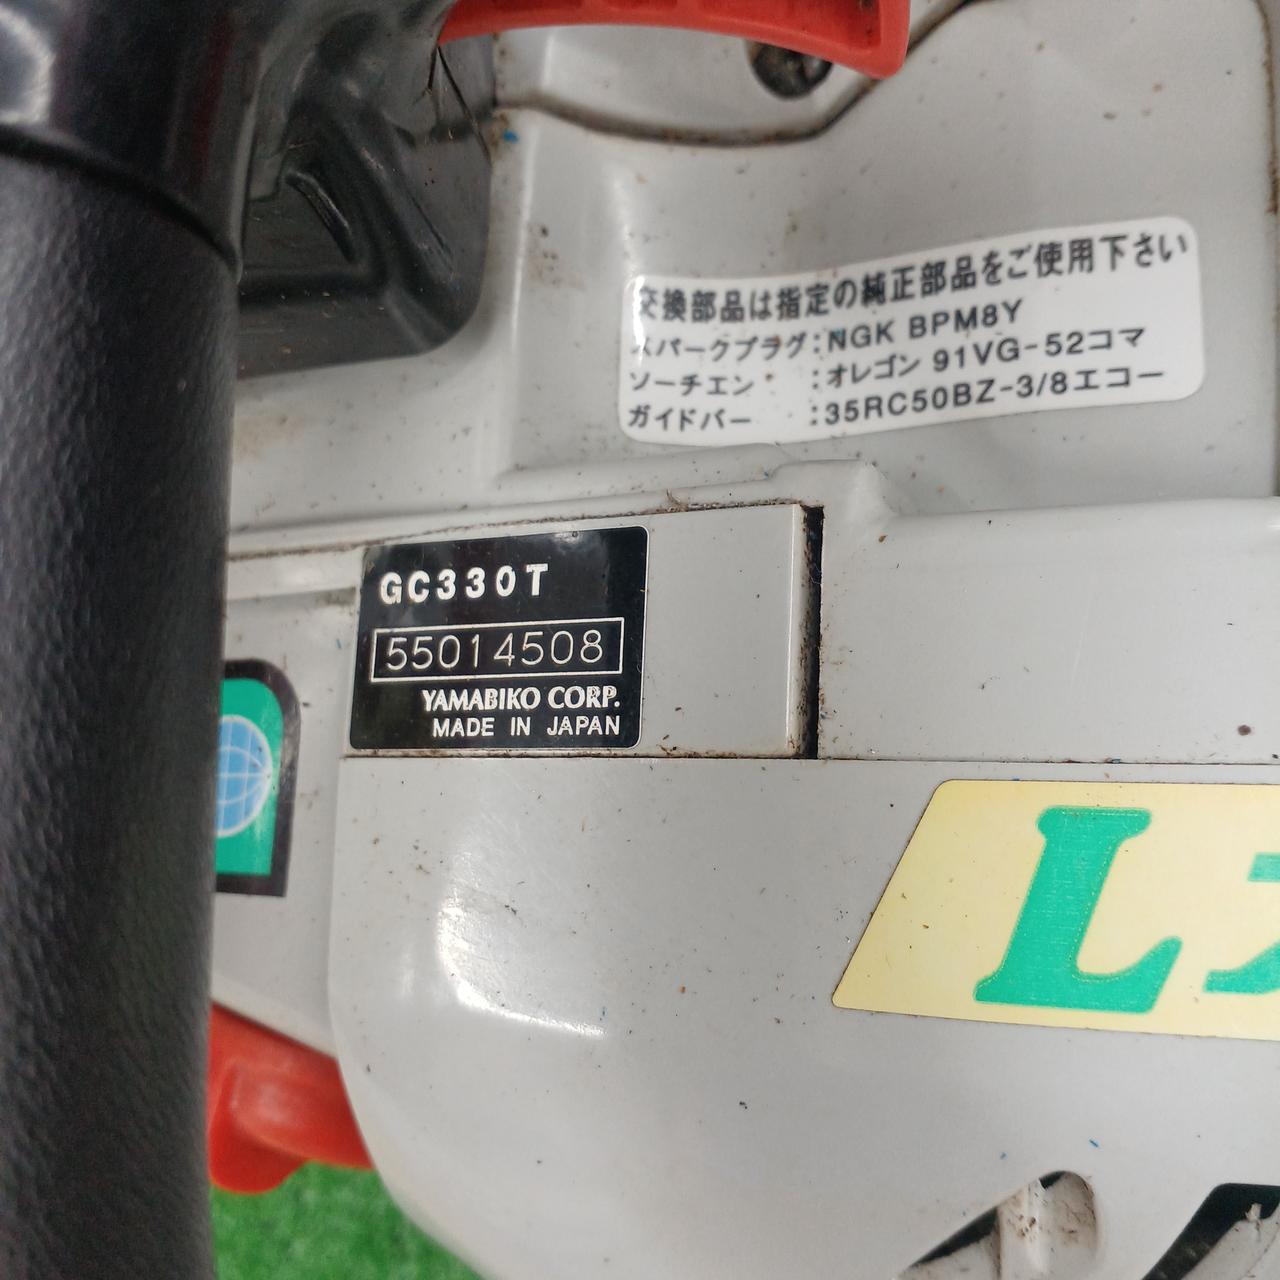 交換部品は指定の純正部品をご使用下さい
スパークプラグ:NGK BPM8Y
ソーチエン :オレゴン 91VG-52コマ
ガイドバー :35RC50BZ-3/8エコー
GC330T
55014508
YAMABIKO CORP.
MADE IN JAPAN
L